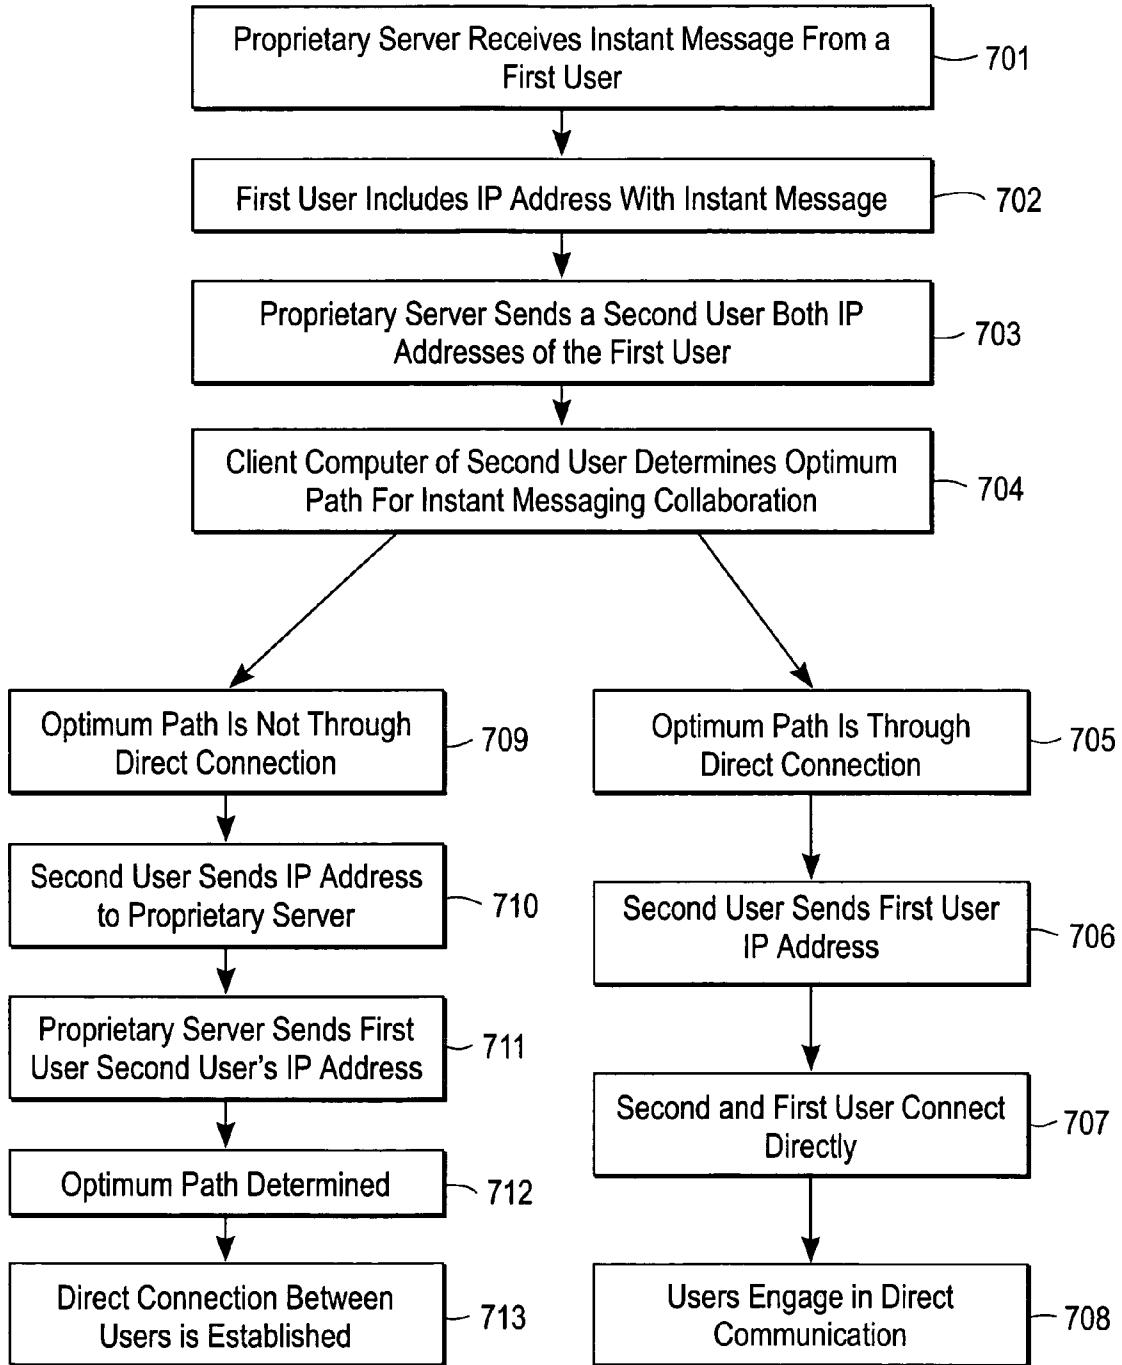 Proprietary Server Receives Instant Message From a
First User
701
First User Includes IP Address With Instant Message
702
Proprietary Server Sends a Second User Both IP
Addresses of the First User
703
Client Computer of Second User Determines Optimum
Path For Instant Messaging Collaboration
704
Optimum Path Is Not Through
Direct Connection
709
Second User Sends IP Address
to Proprietary Server
710
Proprietary Server Sends First
User Second User's IP Address
711
Optimum Path Determined
712
Direct Connection Between
Users is Established
713
Optimum Path Is Through
Direct Connection
705
Second User Sends First User
IP Address
706
Second and First User Connect
Directly
707
Users Engage in Direct
Communication
708